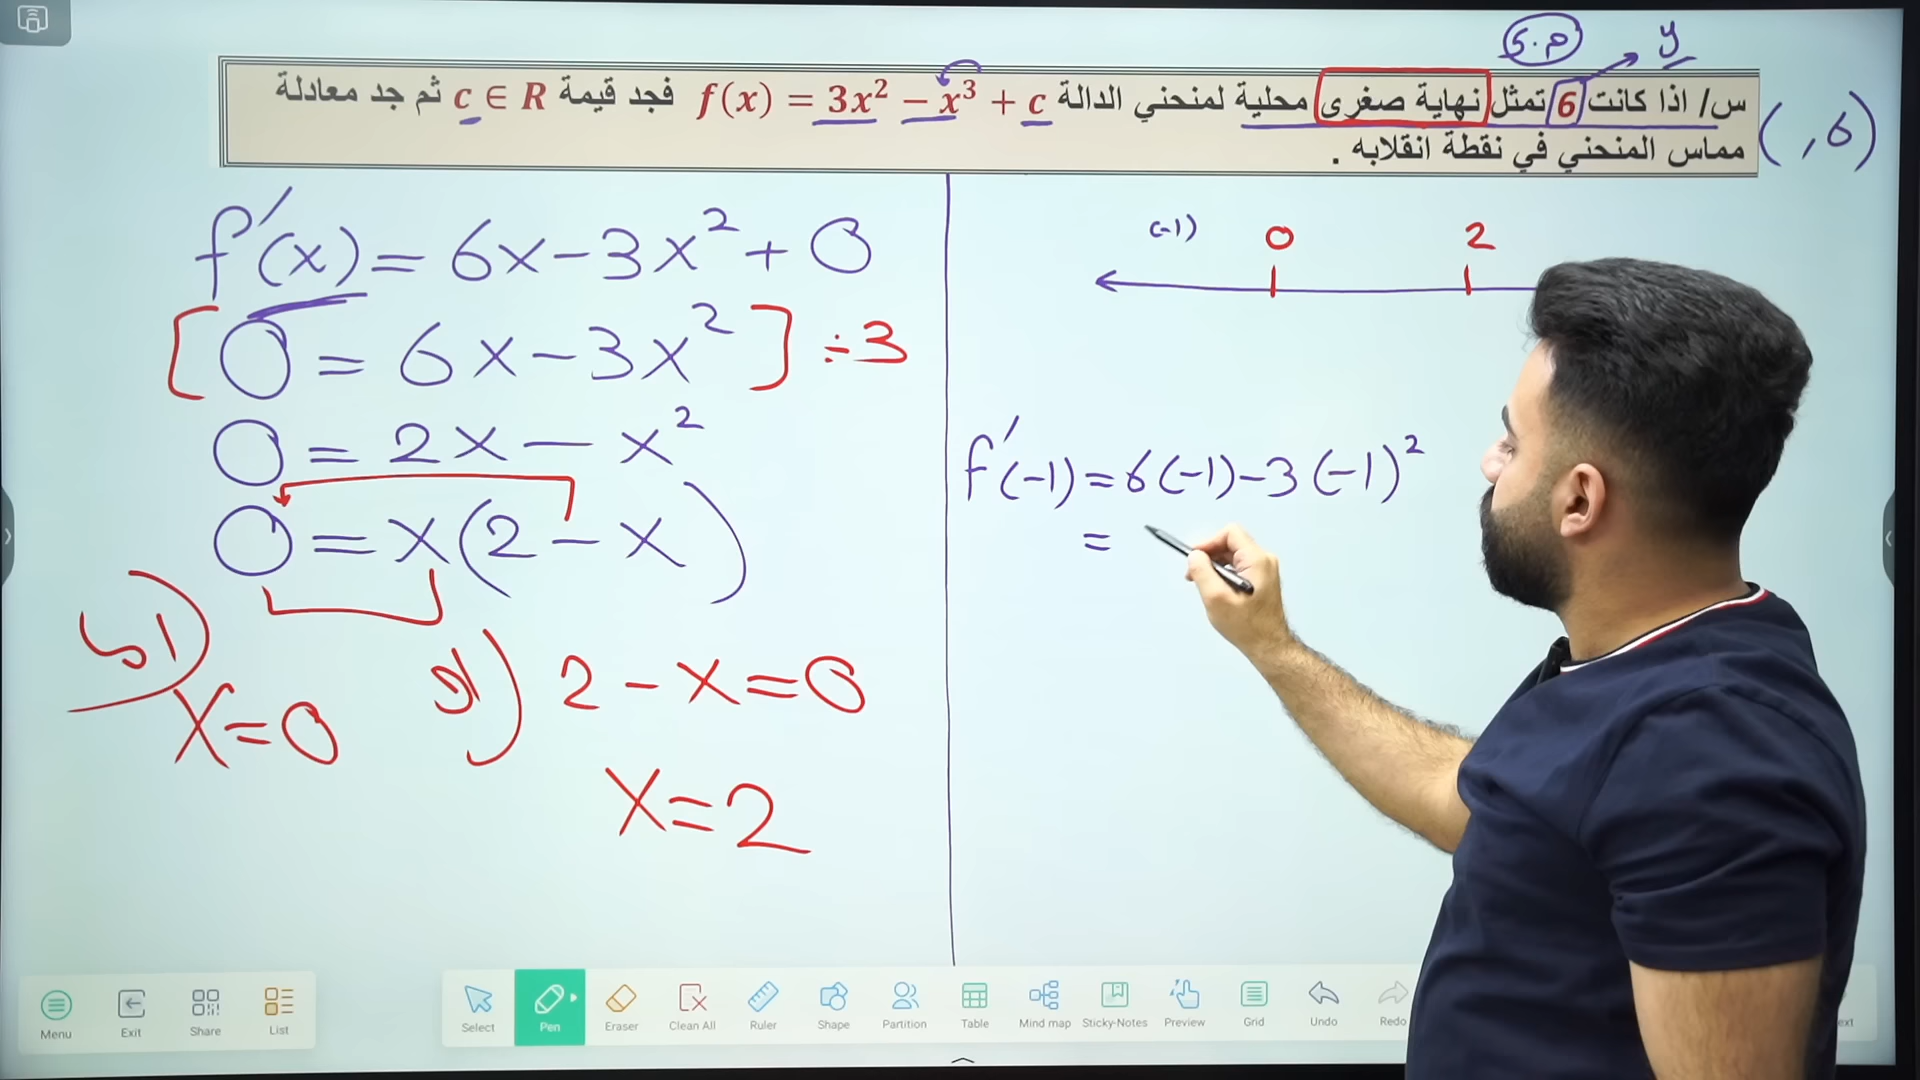 م.ق
y
س/ اذا كانت 6 تمثل نهاية صغرى محلية لمنحني الدالة f(x) = 3x² − x³ + c فجد قيمة c ∈ R ثم جد معادلة
مماس المنحني في نقطة انقلابه .
( , 6)
f′(x) = 6x − 3x² + 0
[0 = 6x − 3x²] ÷ 3
0 = 2x − x²
0 = x(2 − x)
x = 0
2 − x = 0
x = 2
(-1) 0 2
f′(-1) = 6(-1) − 3(-1)²
=
Menu Exit Share List Select Pen Eraser Clean All Ruler Shape Partition Table Mind map Sticky-Notes Preview Grid Undo Redo